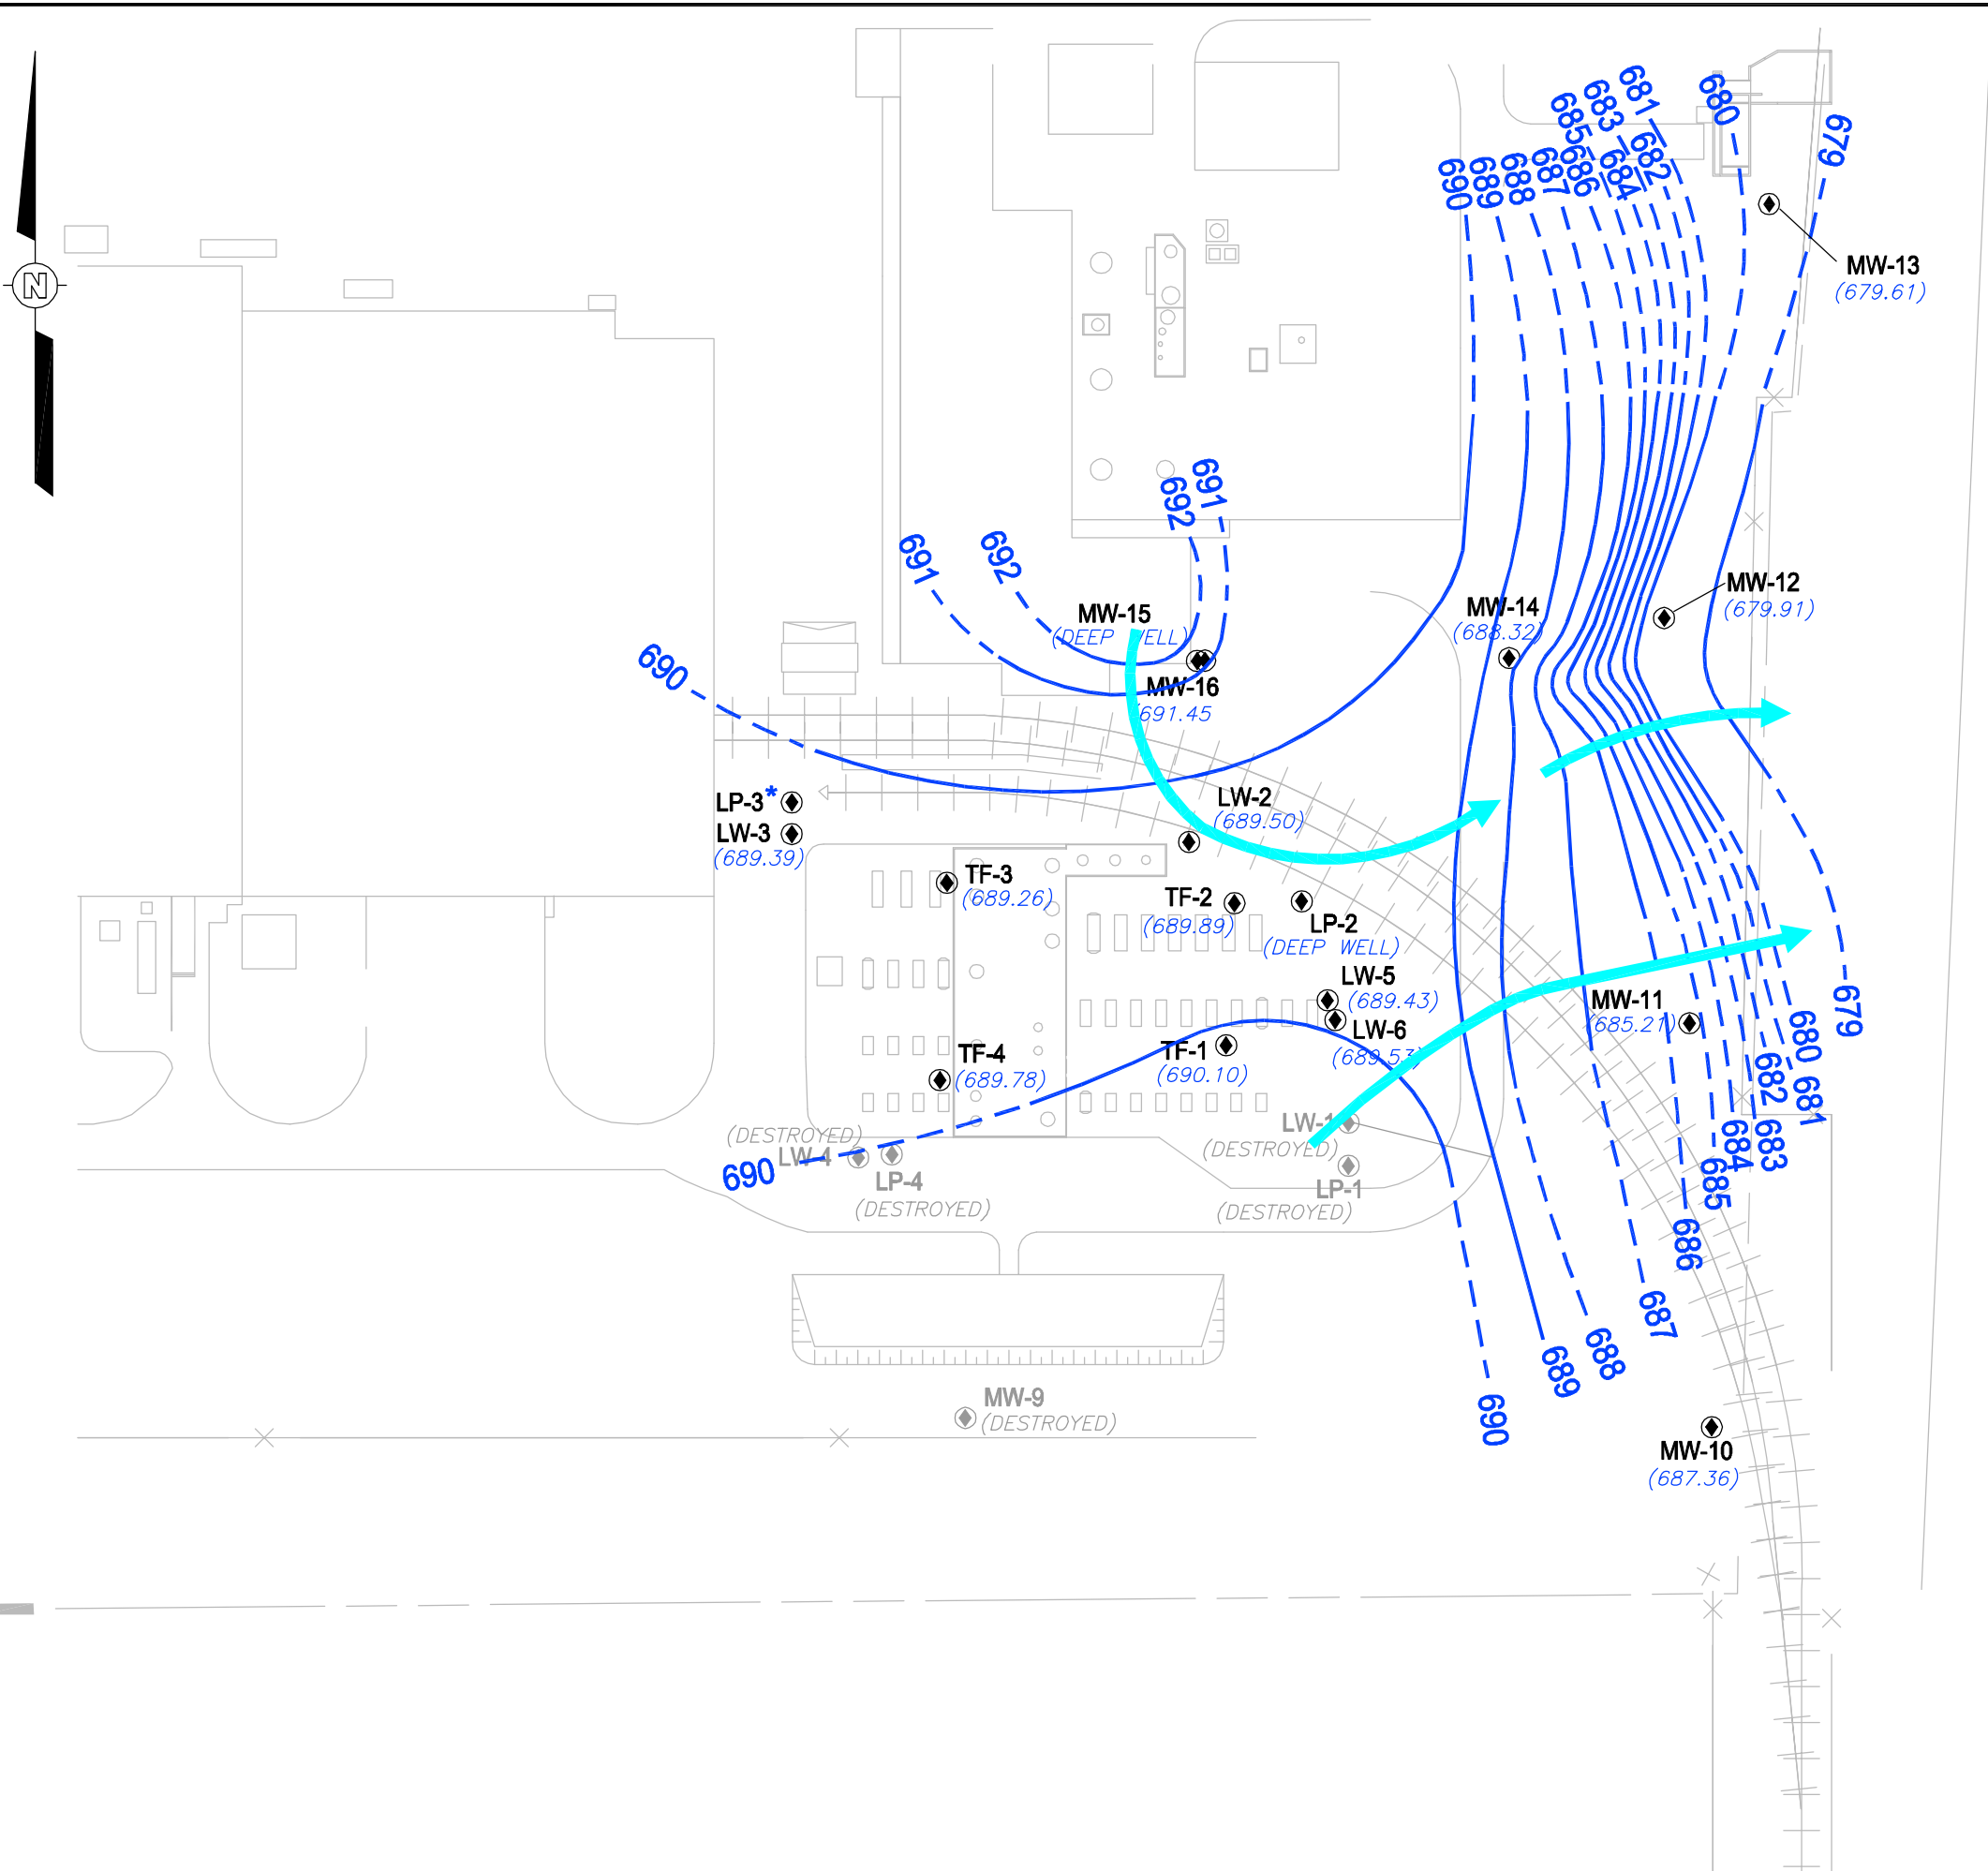 681
680
683
685
679
682
684
686
687
688
689
690
N
MW-13
(679.61)
691
692
691
692
MW-12
(679.91)
MW-14
(688.32)
MW-15
(DEEP WELL)
690
MW-16
691.45
LP-3*
LW-3
(689.39)
LW-2
(689.50)
TF-3
(689.26)
TF-2
(689.89)
LP-2
(DEEP WELL)
LW-5
(689.43)
LW-6
(689.53)
MW-11
(685.21)
679
680
681
682
683
684
685
686
687
688
689
690
TF-4
(689.78)
TF-1
(690.10)
(DESTROYED)
LW-4
690
LP-4
(DESTROYED)
LW-1
(DESTROYED)
LP-1
(DESTROYED)
MW-9
(DESTROYED)
MW-10
(687.36)